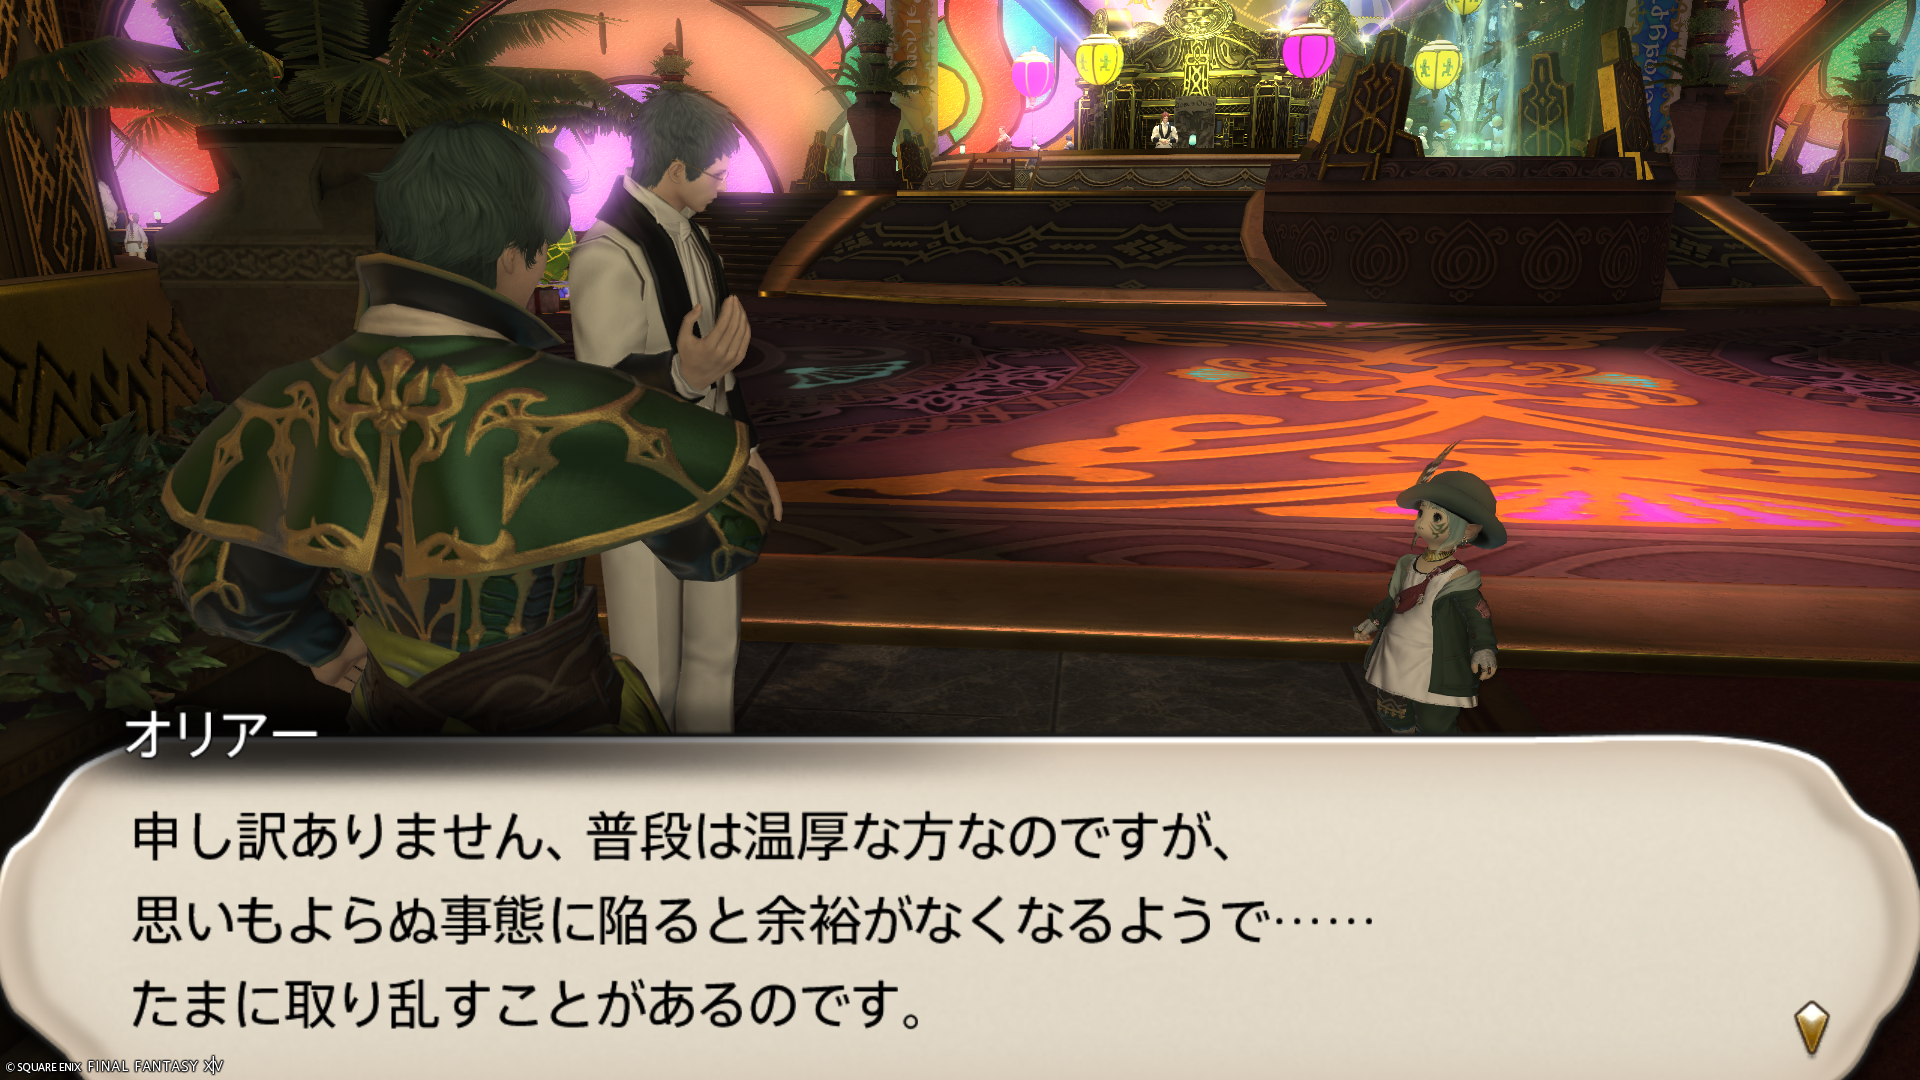 オリアー
申し訳ありません、普段は温厚な方なのですが、
思いもよらぬ事態に陥ると余裕がなくなるようで……
たまに取り乱すことがあるのです。
© SQUARE ENIX FINAL FANTASY XIV